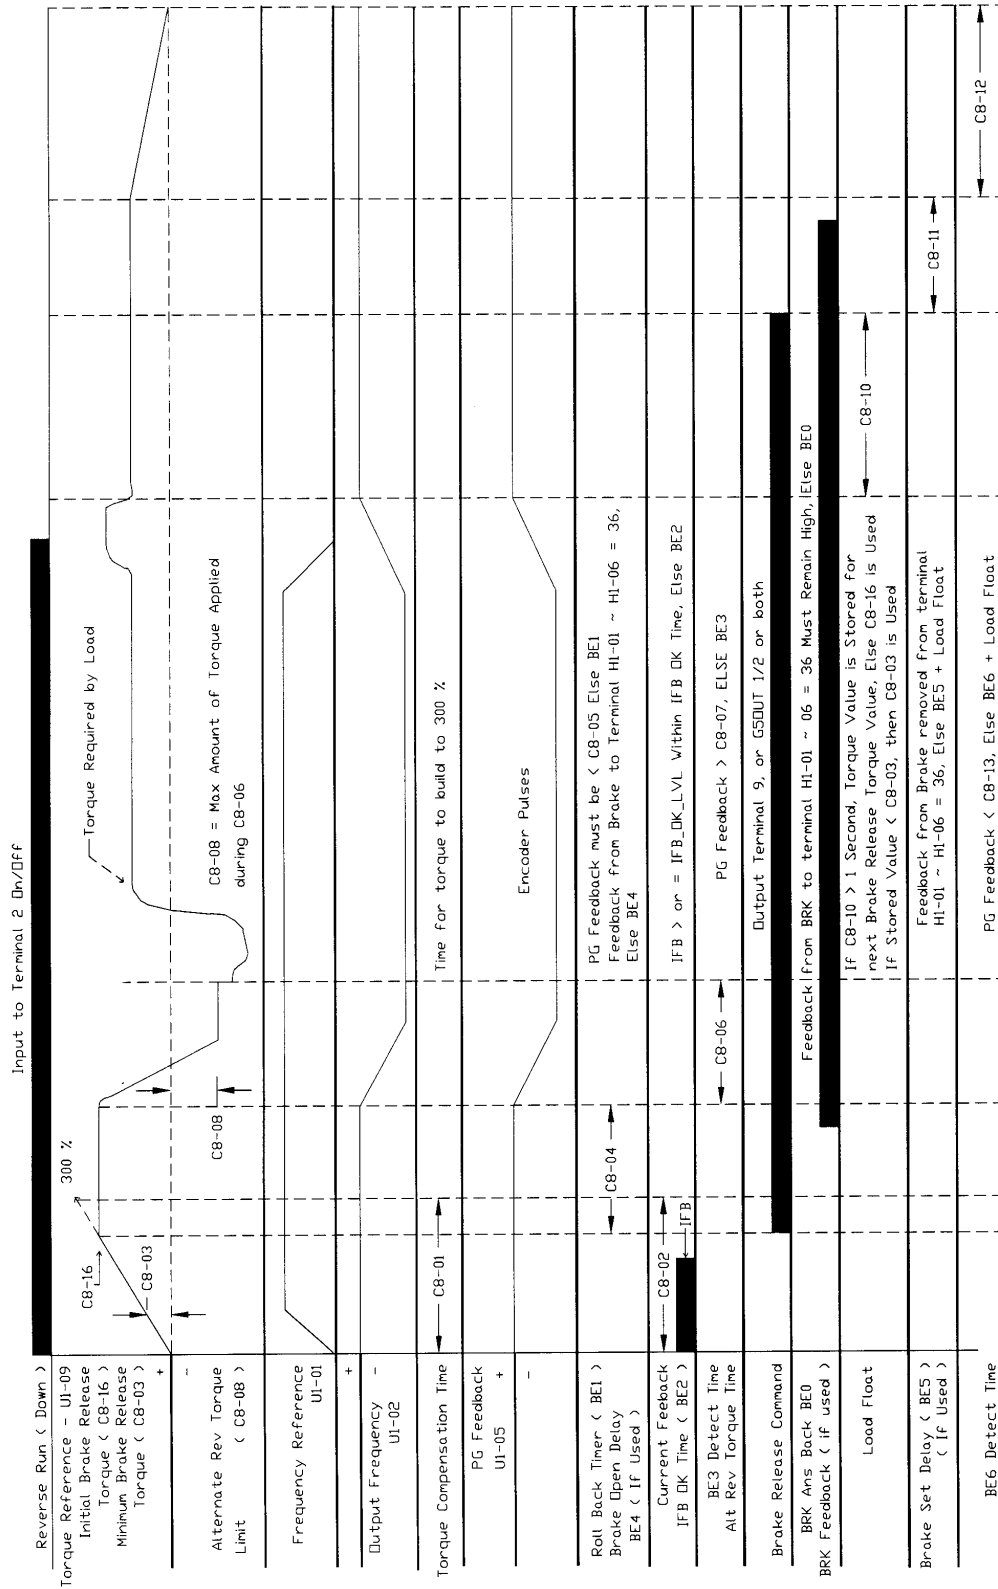 Input to Terminal 2 On/Off
Reverse Run ( Down )
Torque Reference - U1-09
Initial Brake Release
Torque ( C8-16 )
Minimum Brake Release
Torque ( C8-03 )
+
-
300 %
C8-16
C8-03
Torque Required by Load
Alternate Rev Torque
Limit ( C8-08 )
C8-08
C8-08 = Max Amount of Torque Applied
during C8-06
Frequency Reference
U1-01
+
Output Frequency -
U1-02
Torque Compensation Time
C8-01
Time for torque to build to 300 %
PG Feedback +
U1-05
-
Encoder Pulses
Roll Back Timer ( BE1 )
Brake Open Delay
BE4 ( If Used )
C8-04
PG Feedback must be < C8-05 Else BE1
Feedback from Brake to Terminal H1-01 ~ H1-06 = 36,
Else BE4
Current Feeback
IFB OK Time ( BE2 )
C8-02
IFB
IFB > or = IFB_OK_LVL Within IFB OK Time, Else BE2
BE3 Detect Time
Alt Rev Torque Time
C8-06
PG Feedback > C8-07, ELSE BE3
Brake Release Command
Output Terminal 9, or G5OUT 1/2 or both
BRK Ans Back BE0
BRK Feedback ( if used )
Feedback from BRK to terminal H1-01 ~ 06 = 36 Must Remain High, Else BE0
Load Float
If C8-10 > 1 Second, Torque Value is Stored for
next Brake Release Torque Value, Else C8-16 is Used
If Stored Value < C8-03, then C8-03 is Used
C8-10
Brake Set Delay ( BE5 )
( If Used )
Feedback from Brake removed from terminal
H1-01 ~ H1-06 = 36, Else BE5 + Load Float
C8-11
BE6 Detect Time
PG Feedback < C8-13, Else BE6 + Load Float
C8-12